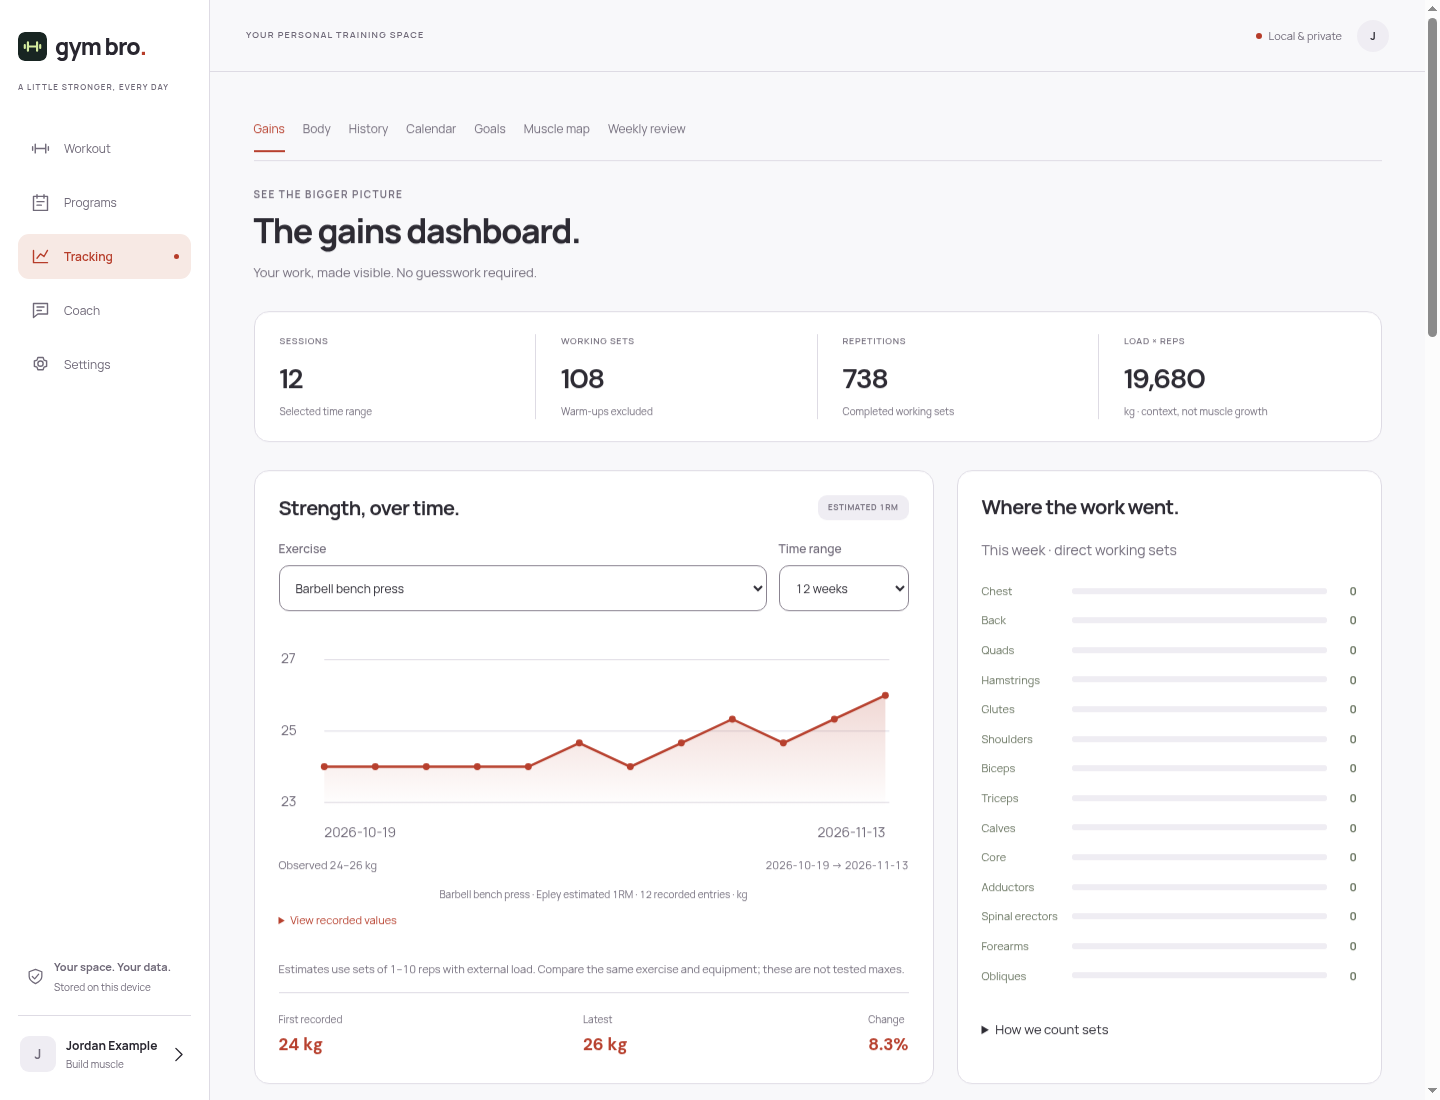 gym bro.
A LITTLE STRONGER, EVERY DAY
Workout
Programs
Tracking
Coach
Settings
Your space. Your data.
Stored on this device
J
Jordan Example
Build muscle
YOUR PERSONAL TRAINING SPACE
Local & private
J
Gains Body History Calendar Goals Muscle map Weekly review
SEE THE BIGGER PICTURE
The gains dashboard.
Your work, made visible. No guesswork required.
SESSIONS
12
Selected time range
WORKING SETS
108
Warm-ups excluded
REPETITIONS
738
Completed working sets
LOAD × REPS
19,680
kg · context, not muscle growth
Strength, over time.
ESTIMATED 1RM
Exercise
Barbell bench press
Time range
12 weeks
27
25
23
2026-10-19 2026-11-13
Observed 24–26 kg 2026-10-19 → 2026-11-13
Barbell bench press · Epley estimated 1RM · 12 recorded entries · kg
View recorded values
Estimates use sets of 1–10 reps with external load. Compare the same exercise and equipment; these are not tested maxes.
First recorded
24 kg
Latest
26 kg
Change
8.3%
Where the work went.
This week · direct working sets
Chest 0
Back 0
Quads 0
Hamstrings 0
Glutes 0
Shoulders 0
Biceps 0
Triceps 0
Calves 0
Core 0
Adductors 0
Spinal erectors 0
Forearms 0
Obliques 0
How we count sets